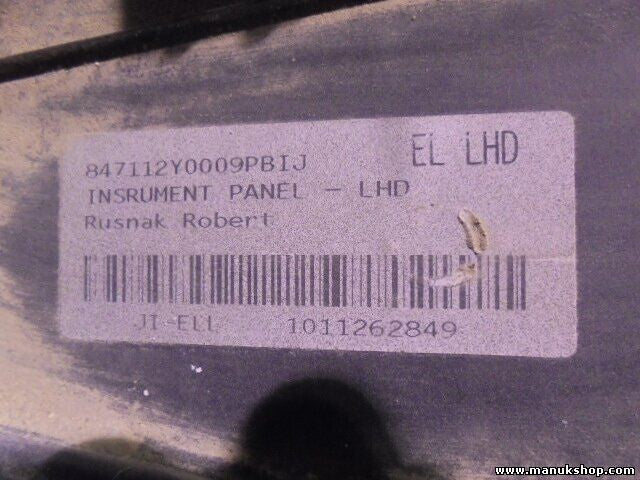 847112Y0009PBIJ EL LHD
INSRUMENT PANEL - LHD
Rusnak Robert
JI-ELL 1011262849
www.manukshop.com